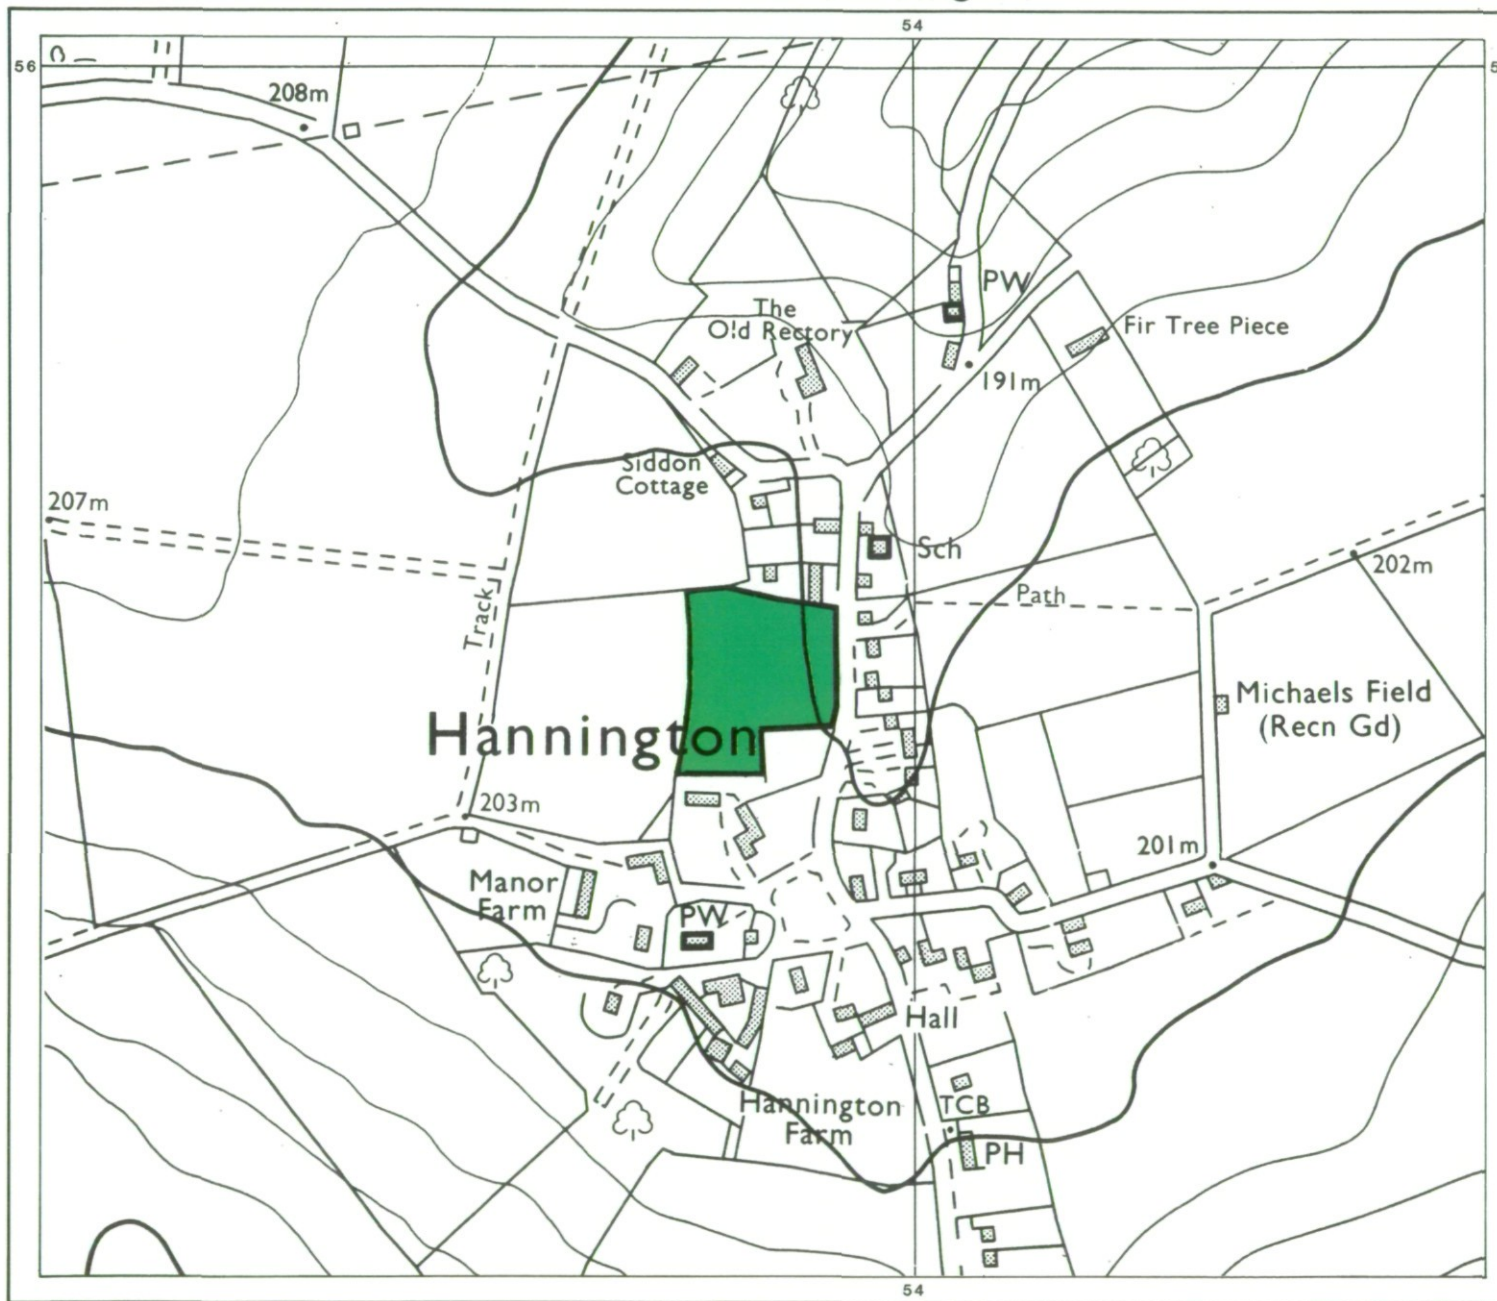 54
56
208m
PW
The
Old Rectory
Fir Tree Piece
191m
Siddon
Cottage
207m
Sch
202m
Path
Track
Michaels Field
(Recn Gd)
Hannington
203m
201m
Manor
Farm
PW
Hall
Hannington
Farm
TCB
PH
54